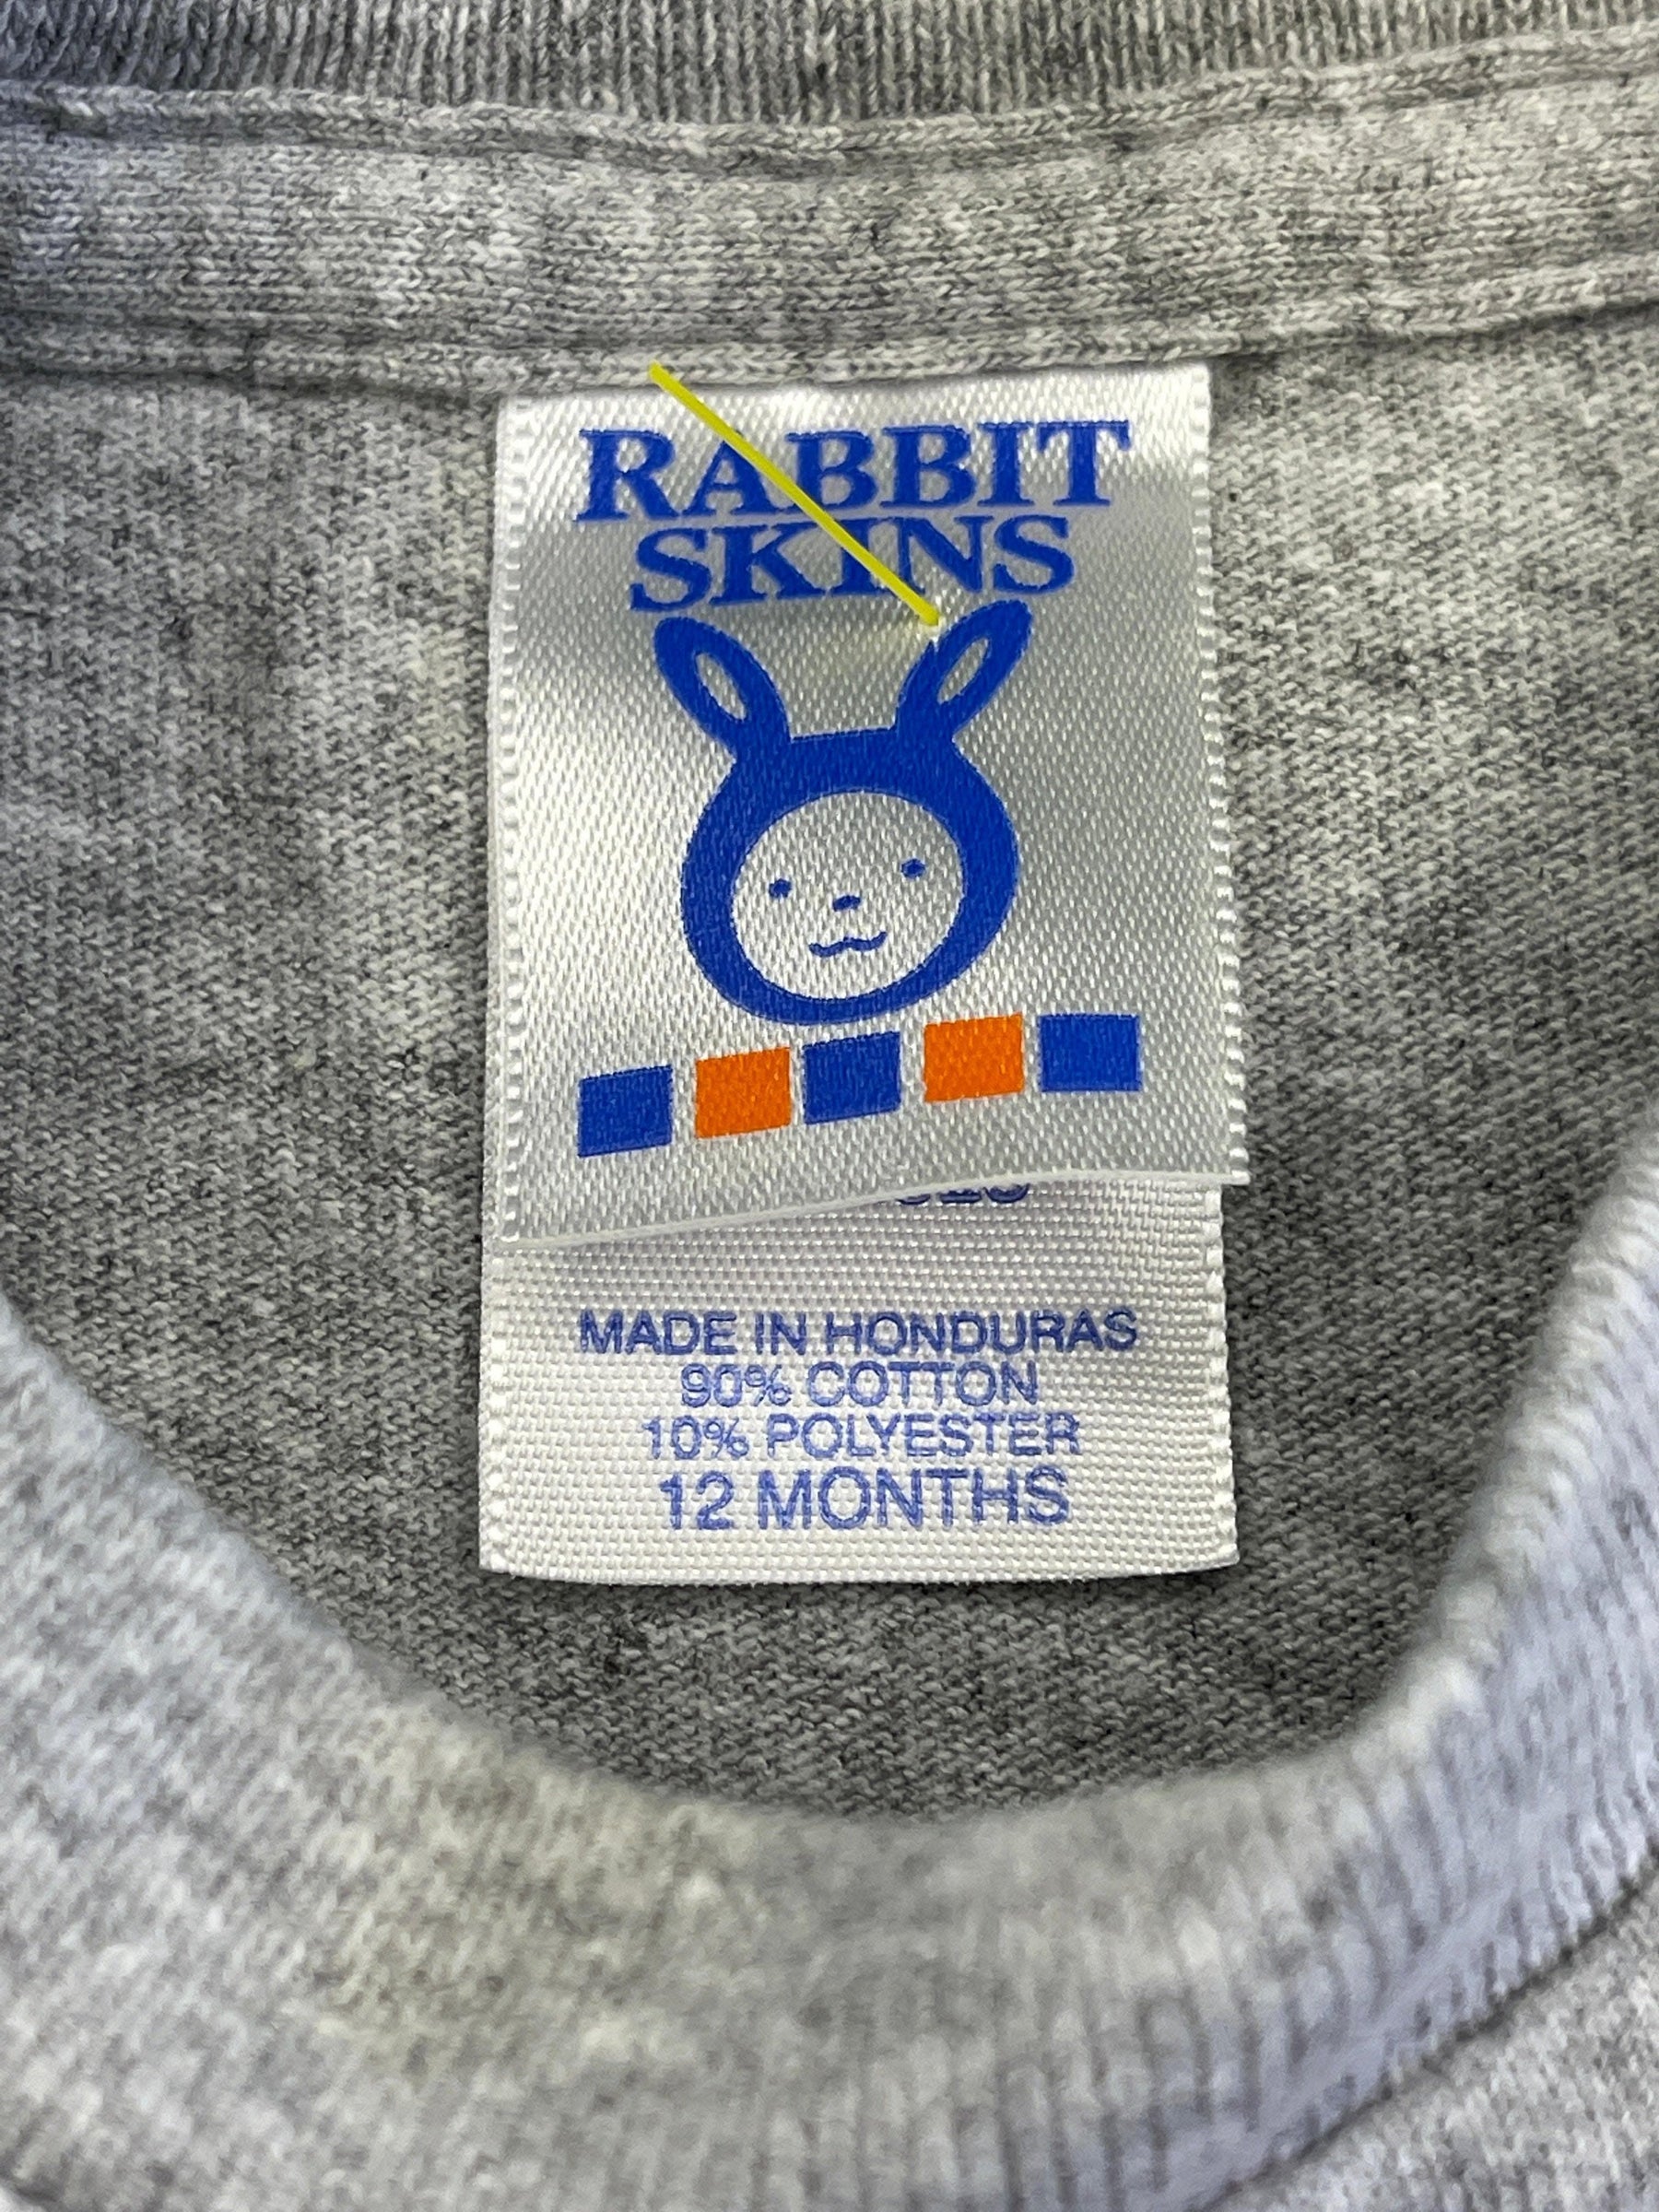 RABBIT
SKINS
MADE IN HONDURAS
90% COTTON
10% POLYESTER
12 MONTHS